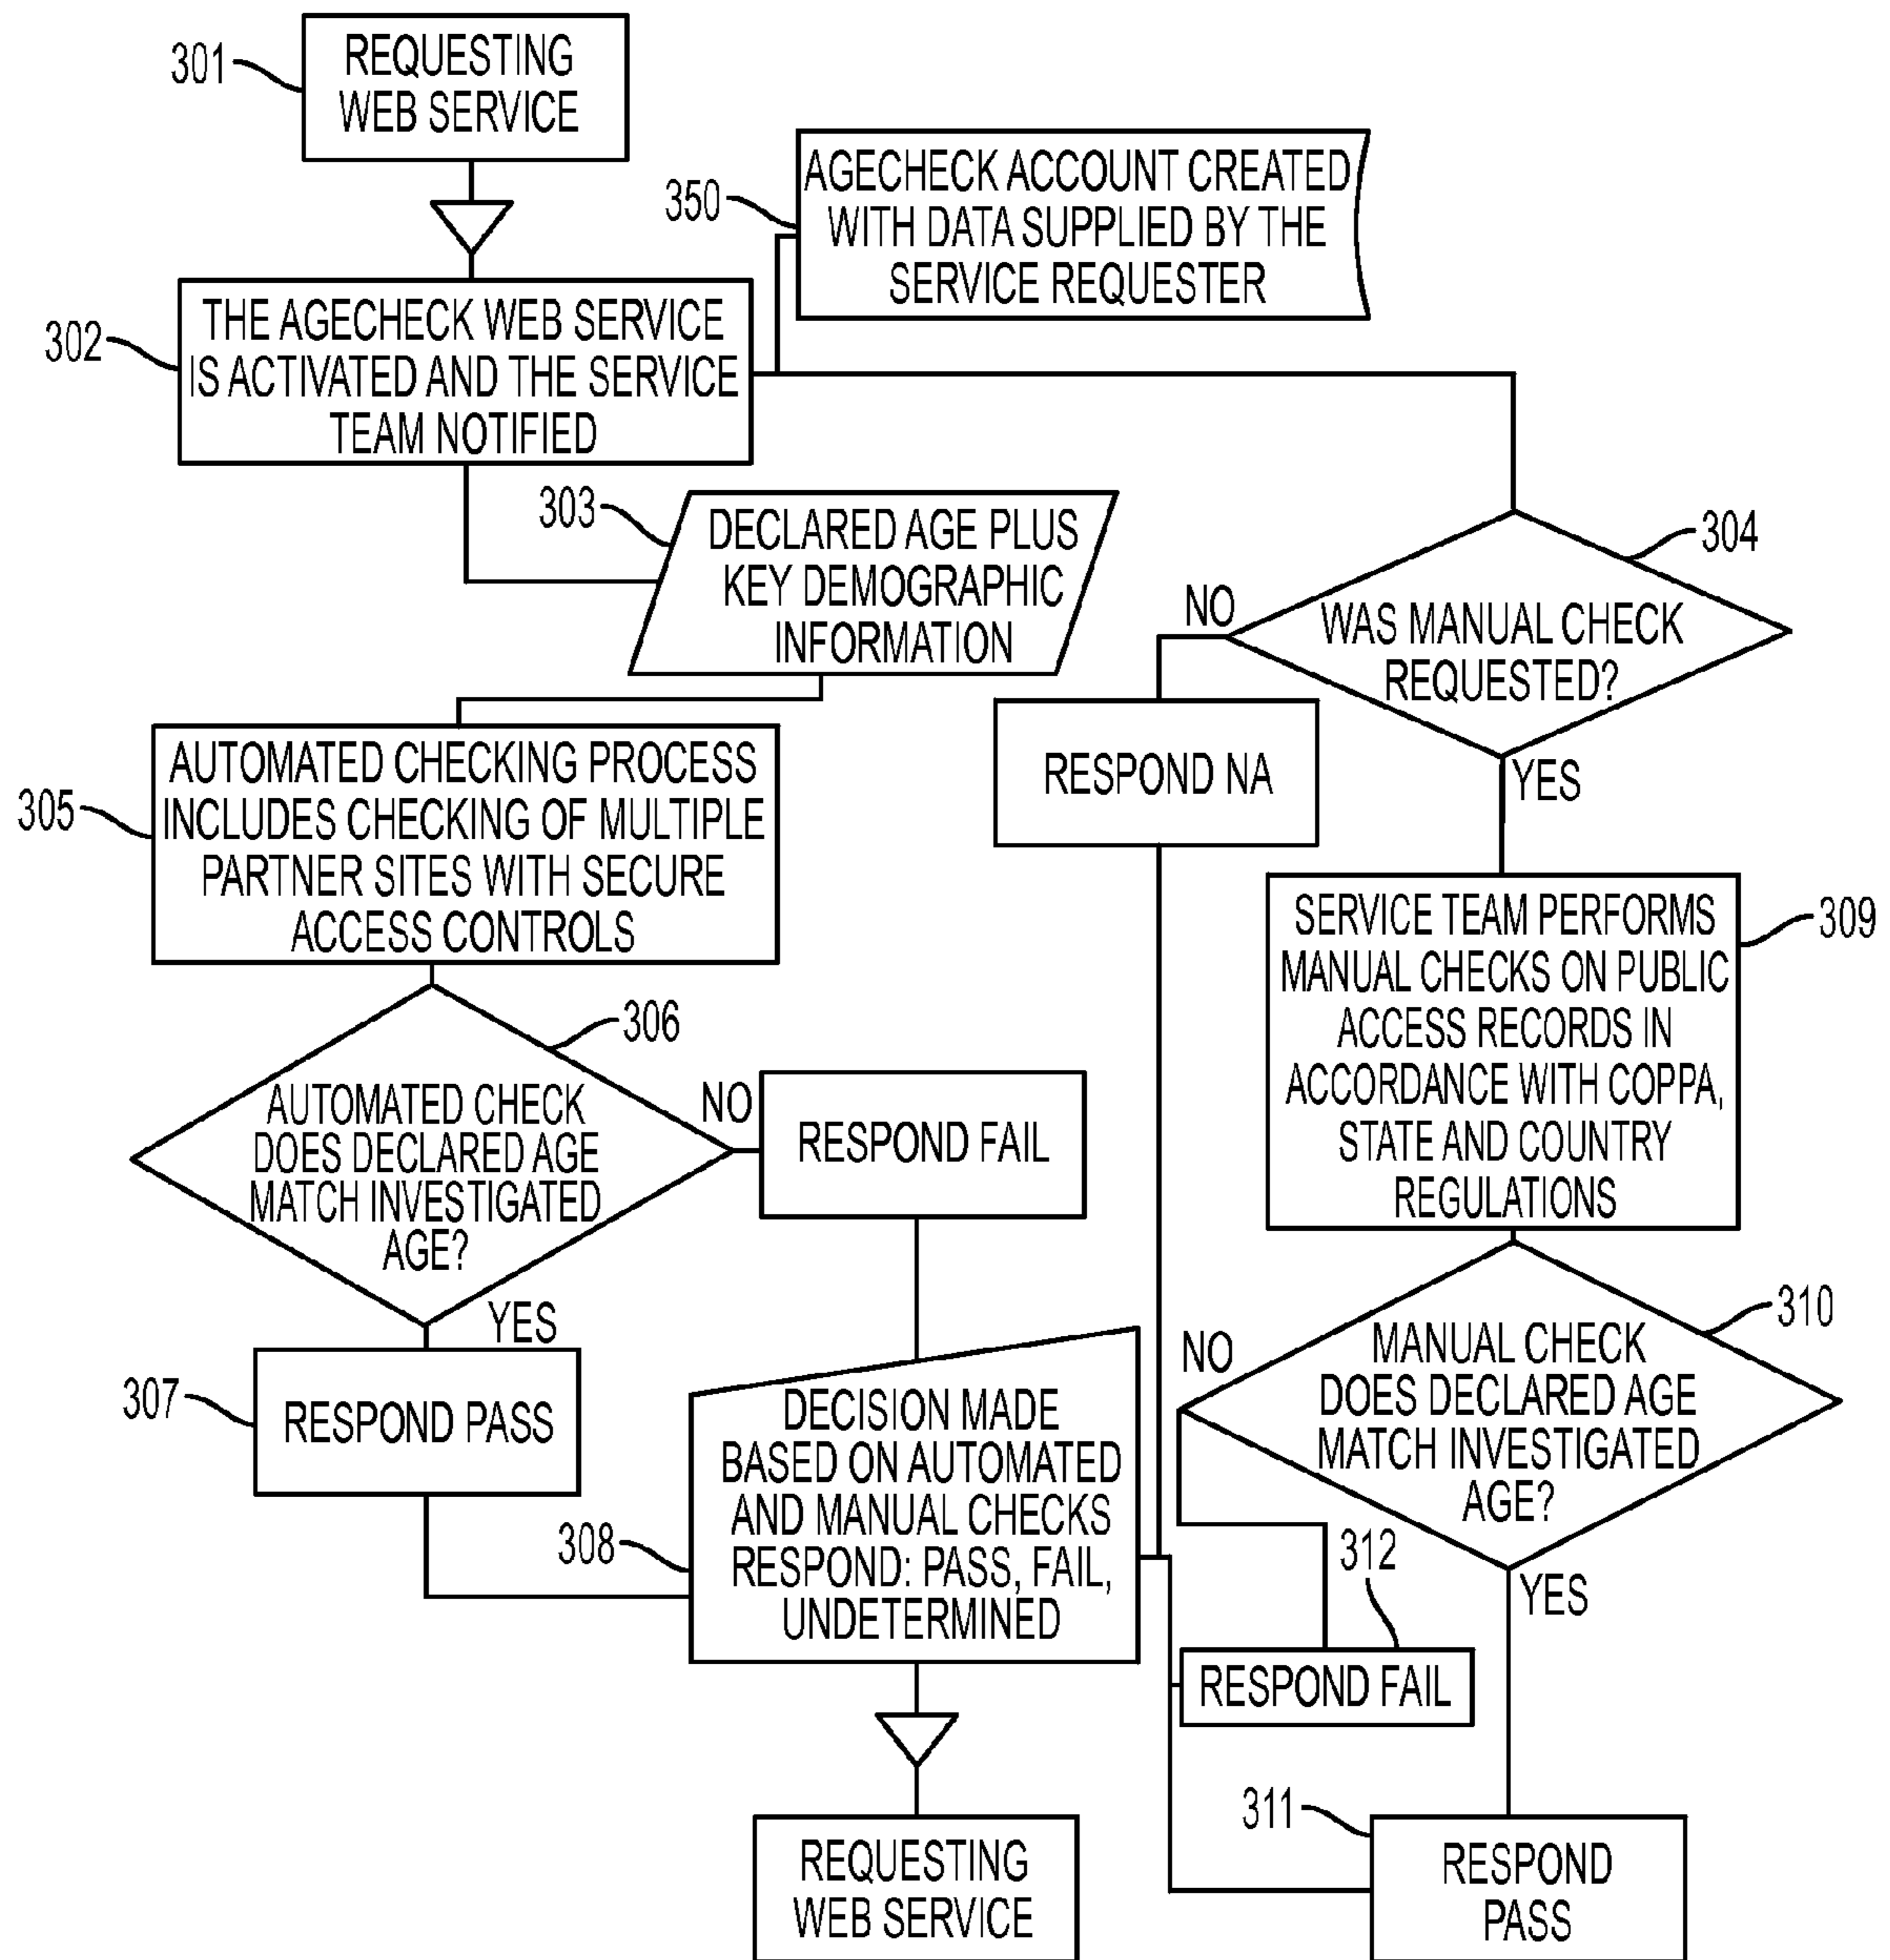 301
REQUESTING
WEB SERVICE
350
AGECHECK ACCOUNT CREATED
WITH DATA SUPPLIED BY THE
SERVICE REQUESTER
302
THE AGECHECK WEB SERVICE
IS ACTIVATED AND THE SERVICE
TEAM NOTIFIED
303
DECLARED AGE PLUS
KEY DEMOGRAPHIC
INFORMATION
304
WAS MANUAL CHECK
REQUESTED?
NO
YES
RESPOND NA
305
AUTOMATED CHECKING PROCESS
INCLUDES CHECKING OF MULTIPLE
PARTNER SITES WITH SECURE
ACCESS CONTROLS
309
SERVICE TEAM PERFORMS
MANUAL CHECKS ON PUBLIC
ACCESS RECORDS IN
ACCORDANCE WITH COPPA,
STATE AND COUNTRY
REGULATIONS
306
AUTOMATED CHECK
DOES DECLARED AGE
MATCH INVESTIGATED
AGE?
NO
RESPOND FAIL
YES
307
RESPOND PASS
308
DECISION MADE
BASED ON AUTOMATED
AND MANUAL CHECKS
RESPOND: PASS, FAIL,
UNDETERMINED
310
MANUAL CHECK
DOES DECLARED AGE
MATCH INVESTIGATED
AGE?
NO
YES
312
RESPOND FAIL
311
RESPOND
PASS
REQUESTING
WEB SERVICE